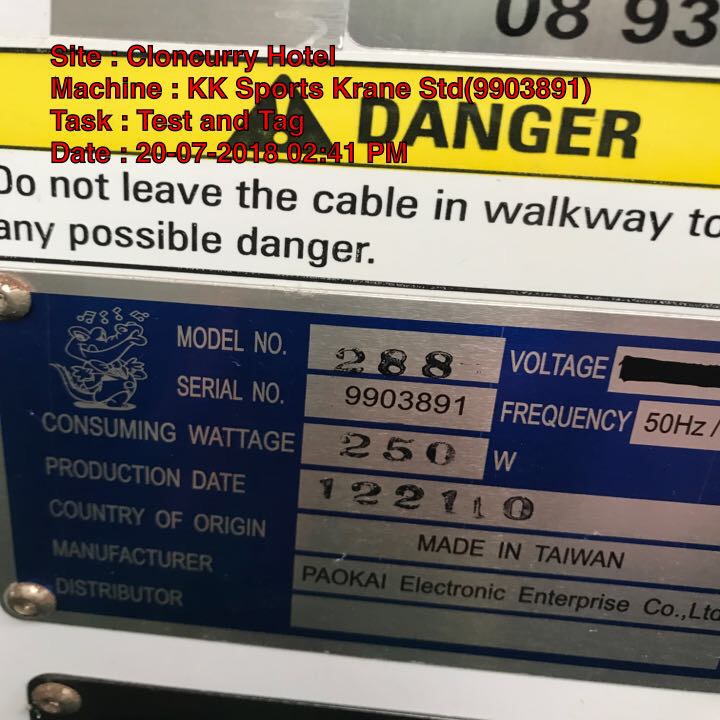 08 93
Site : Cloncurry Hotel
Machine : KK Sports Krane Std(9903891)
Task : Test and Tag
Date : 20-07-2018 02:41 PM
DANGER
Do not leave the cable in walkway to
any possible danger.
MODEL NO. 288 VOLTAGE
SERIAL NO. 9903891 FREQUENCY 50Hz /
CONSUMING WATTAGE 250 W
PRODUCTION DATE 122110
COUNTRY OF ORIGIN MADE IN TAIWAN
MANUFACTURER PAOKAI Electronic Enterprise Co.,Ltd
DISTRIBUTOR